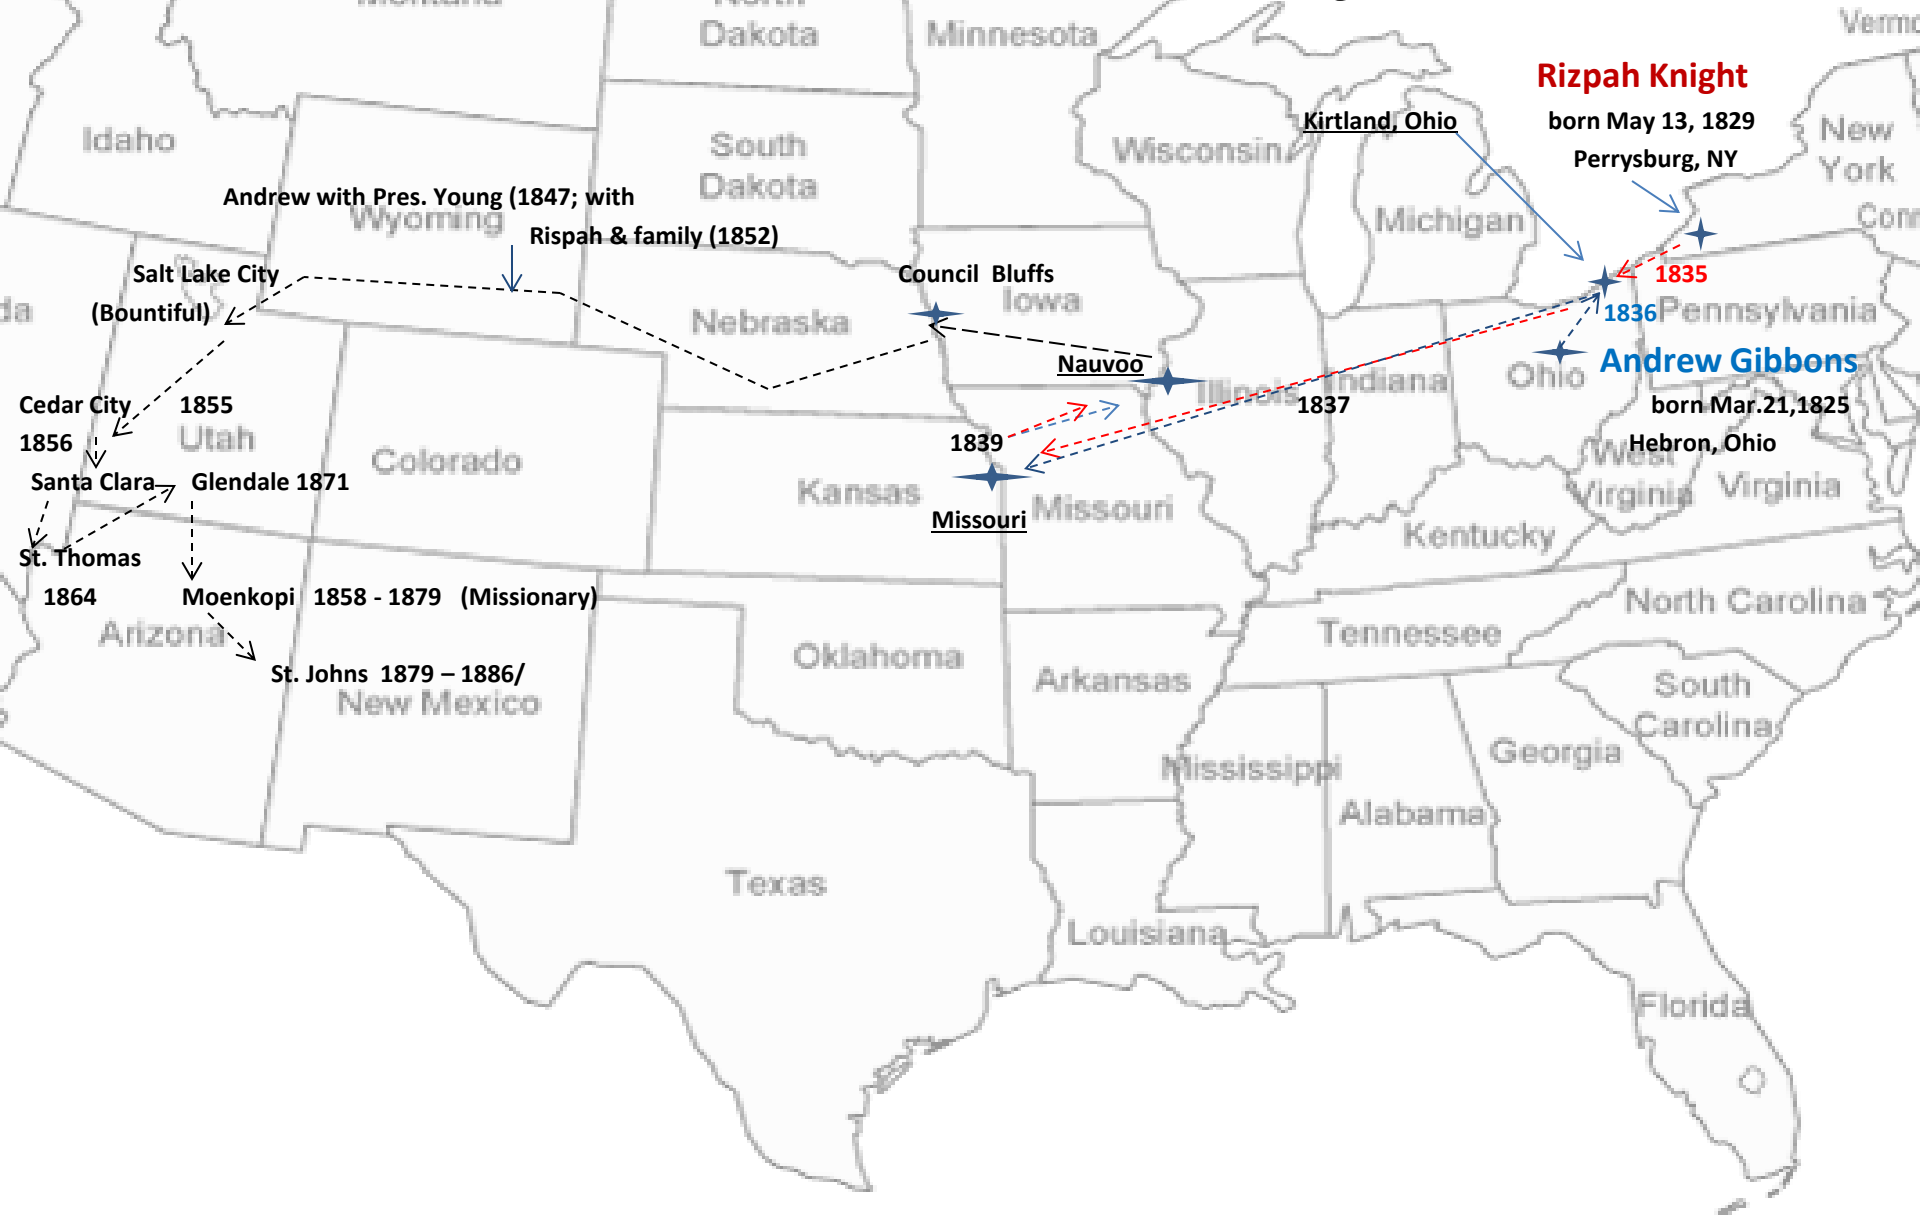 Montana
North
Dakota
Minnesota
Vermo
Rizpah Knight
born May 13, 1829
Perrysburg, NY
Kirtland, Ohio
New
York
Idaho
South
Dakota
Wisconsin
Andrew with Pres. Young (1847; with
Rispah & family (1852)
Wyoming
Michigan
Conn
Salt Lake City
(Bountiful)
Council  Bluffs
Iowa
1835
1836
Pennsylvania
da
Nebraska
Nauvoo
Andrew Gibbons
born Mar.21,1825
Hebron, Ohio
Illinois
Indiana
Ohio
1837
Cedar City
1855
1856
Utah
Colorado
1839
Santa Clara
Glendale 1871
Kansas
Missouri
Missouri
West
Virginia
Virginia
Kentucky
St. Thomas
1864
Moenkopi   1858 - 1879   (Missionary)
Arizona
St. Johns  1879 – 1886/
New Mexico
Oklahoma
Arkansas
Tennessee
North Carolina
South
Carolina
Mississippi
Alabama
Georgia
Texas
Louisiana
Florida